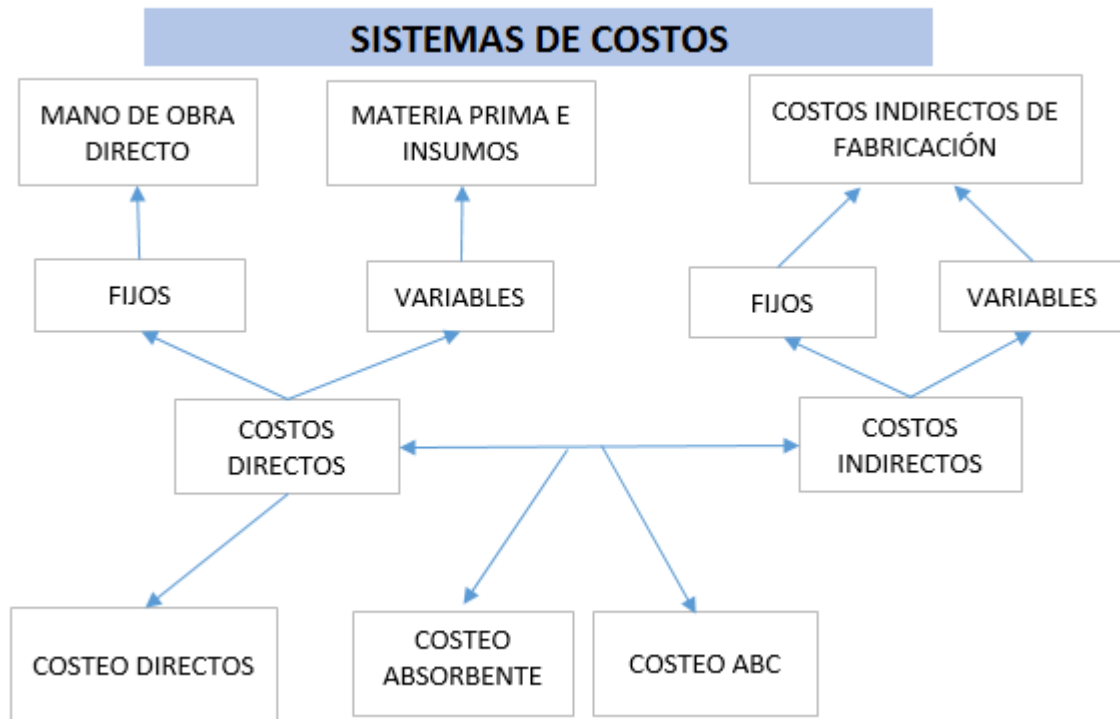 SISTEMAS DE COSTOS
MANO DE OBRA
DIRECTO
MATERIA PRIMA E
INSUMOS
COSTOS INDIRECTOS DE
FABRICACIÓN
FIJOS
VARIABLES
FIJOS
VARIABLES
COSTOS
DIRECTOS
COSTOS
INDIRECTOS
COSTEO DIRECTOS
COSTEO
ABSORBENTE
COSTEO ABC